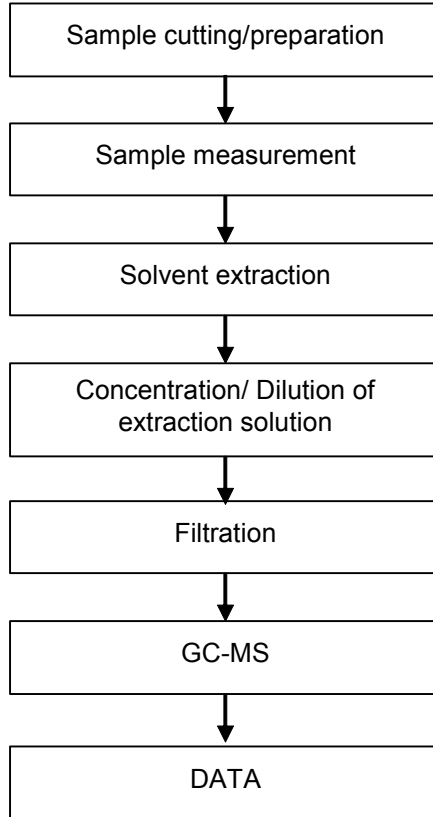 Sample cutting/preparation
Sample measurement
Solvent extraction
Concentration/ Dilution of
extraction solution
Filtration
GC-MS
DATA